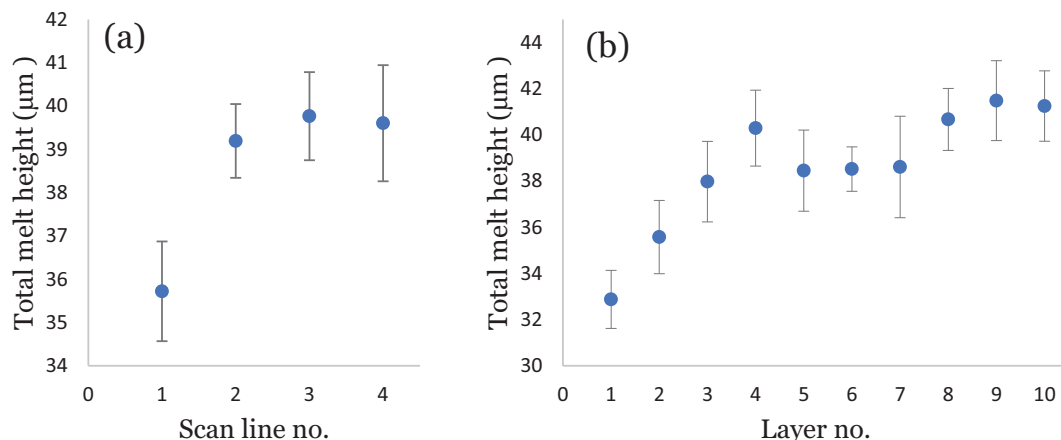 (a)
Total melt height (µm )
42
41
40
39
38
37
36
35
34
0 1 2 3 4
Scan line no.
(b)
Total melt height (µm )
44
42
40
38
36
34
32
30
0 1 2 3 4 5 6 7 8 9 10
Layer no.